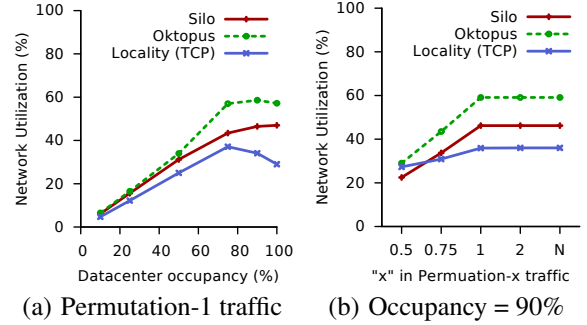 Silo
Oktopus
Locality (TCP)
Network Utilization (%)
100
80
60
40
20
0
0 20 40 60 80 100
Datacenter occupancy (%)
(a) Permutation-1 traffic
Silo
Oktopus
Locality (TCP)
Network Utilization (%)
100
80
60
40
20
0
0.5 0.75 1 2 N
"x" in Permuation-x traffic
(b) Occupancy = 90%